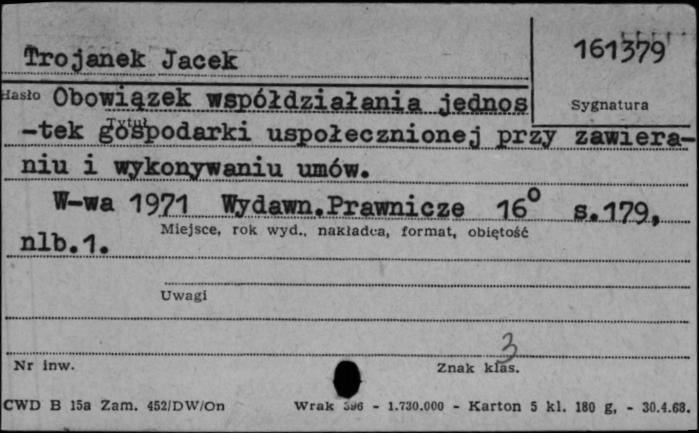 Trojanek Jacek
161379
Hasło
Sygnatura
Obowiązek współdziałania jednos
Tytuł
-tek gospodarki uspołecznionej przy zawiera-
niu i wykonywaniu umów.
W-wa 1971 Wydawn.Prawnicze 16° s.179,
Miejsce, rok wyd., nakładca, format, objętość
nlb.1.
Uwagi
3
Nr inw.
Znak klas.
CWD B 15a Zam. 452/DW/On Wrak 396 - 1.730.000 - Karton 5 kl. 180 g, - 30.4.68.